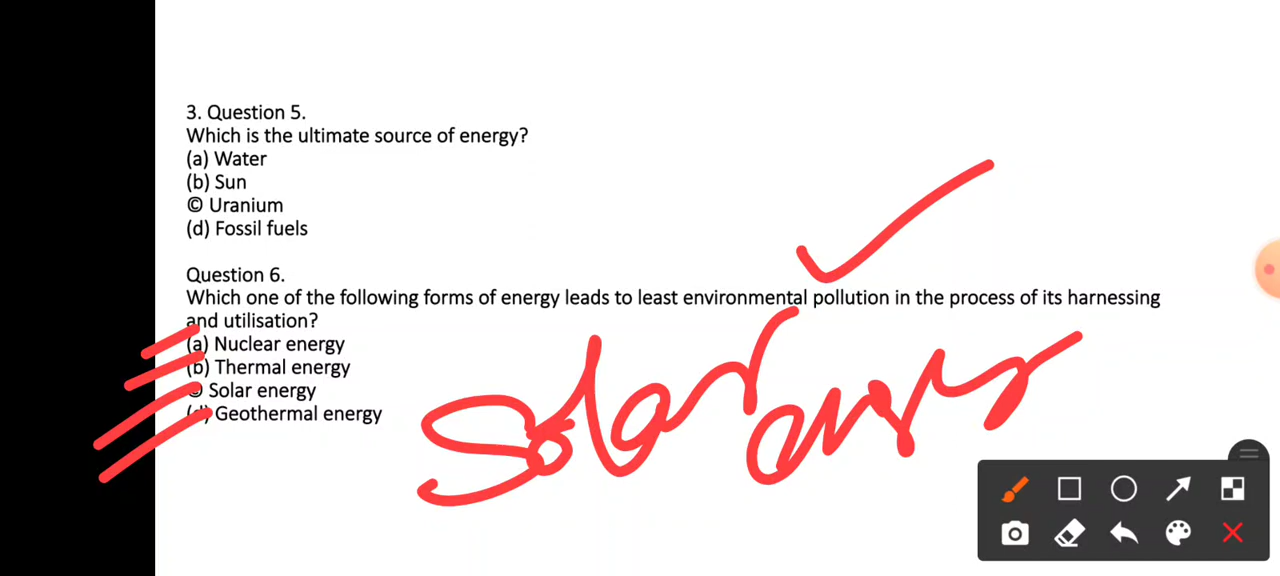 3. Question 5.
Which is the ultimate source of energy?
(a) Water
(b) Sun
© Uranium
(d) Fossil fuels
Question 6.
Which one of the following forms of energy leads to least environmental pollution in the process of its harnessing
and utilisation?
(a) Nuclear energy
(b) Thermal energy
© Solar energy
(d) Geothermal energy
Solar energy